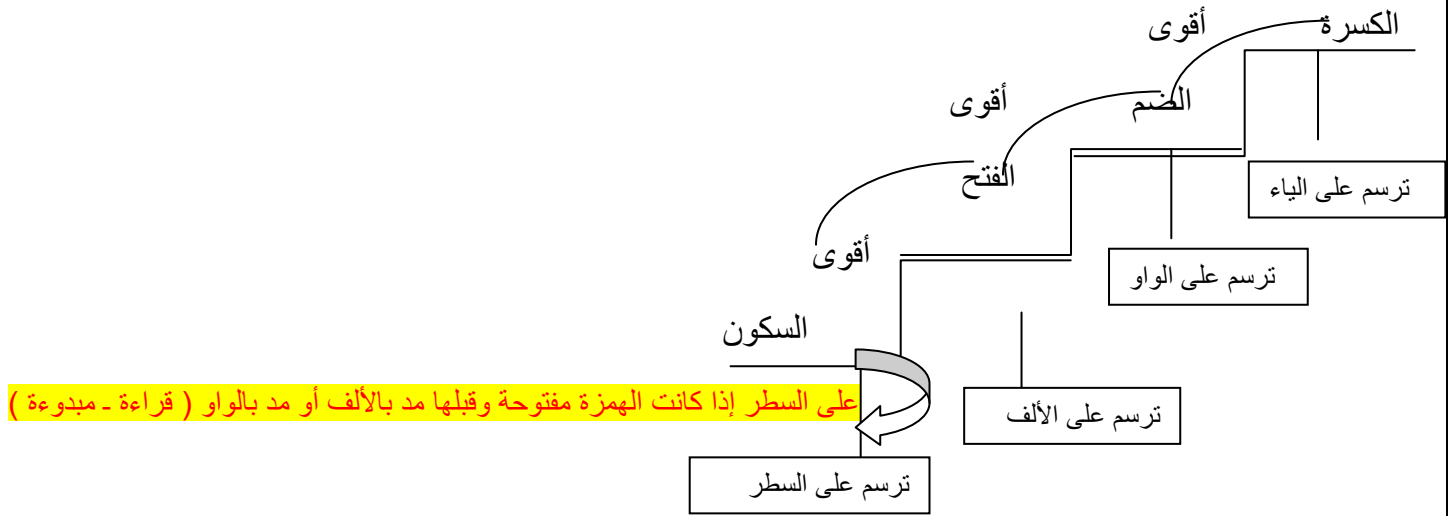 الكسرة
أقوى
ترسم على الياء
الضم
أقوى
ترسم على الواو
الفتح
أقوى
ترسم على الألف
السكون
على السطر إذا كانت الهمزة مفتوحة وقبلها مد بالألف أو مد بالواو ( قراءة ـ مبدوءة )
ترسم على السطر